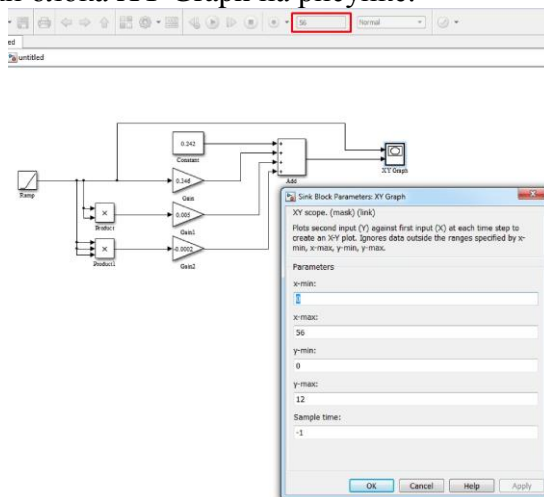 блока XY Graph на рисунке.
56
Normal
untitled
0.242
Constant
Add
XY Graph
Ramp
0.346
Gain
Product
0.005
Gain1
Product1
-0.0002
Gain2
Sink Block Parameters: XY Graph
XY scope. (mask) (link)
Plots second input (Y) against first input (X) at each time step to
create an X-Y plot. Ignores data outside the ranges specified by x-
min, x-max, y-min, y-max.
Parameters
x-min:
0
x-max:
56
y-min:
0
y-max:
12
Sample time:
-1
OK Cancel Help Apply